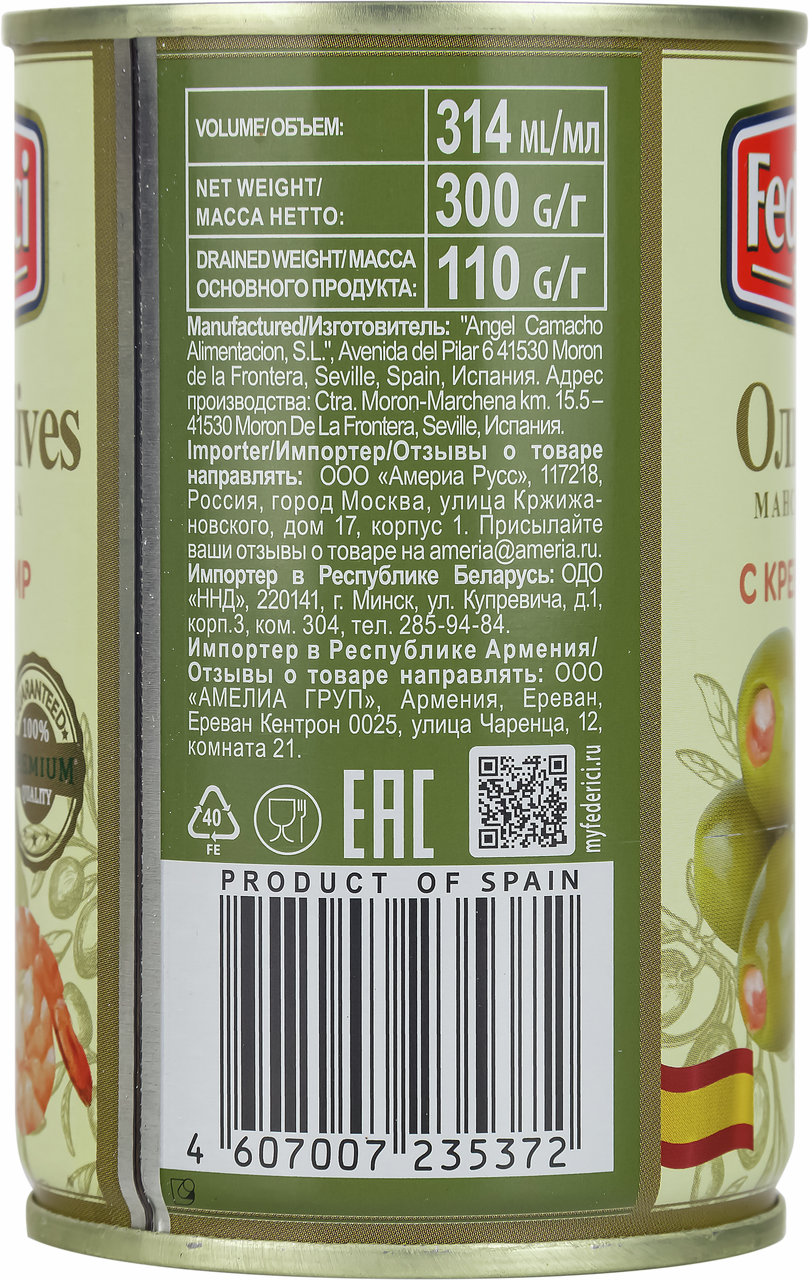 VOLUME/ОБЪЕМ: 314 ML/МЛ
NET WEIGHT/
МАССА НЕТТО: 300 G/Г
DRAINED WEIGHT/МАССА
ОСНОВНОГО ПРОДУКТА: 110 G/Г
Manufactured/Изготовитель: "Angel Camacho
Alimentacion, S.L.", Avenida del Pilar 6 41530 Moron
de la Frontera, Seville, Spain, Испания. Адрес
производства: Ctra. Moron-Marchena km. 15.5–
41530 Moron De La Frontera, Seville, Испания.
Importer/Импортер/Отзывы о товаре
направлять: ООО «Америа Русс», 117218,
Россия, город Москва, улица Кржижа-
новского, дом 17, корпус 1. Присылайте
ваши отзывы о товаре на ameria@ameria.ru.
Импортер в Республике Беларусь: ОДО
«ННД», 220141, г. Минск, ул. Купревича, д.1,
корп.3, ком. 304, тел. 285-94-84.
Импортер в Республике Армения/
Отзывы о товаре направлять: ООО
«АМЕЛИА ГРУП», Армения, Ереван,
Ереван Кентрон 0025, улица Чаренца, 12,
комната 21.
40
FE
EAC
myfederici.ru
PRODUCT OF SPAIN
4 607007 235372
100%
PREMIUM
QUALITY